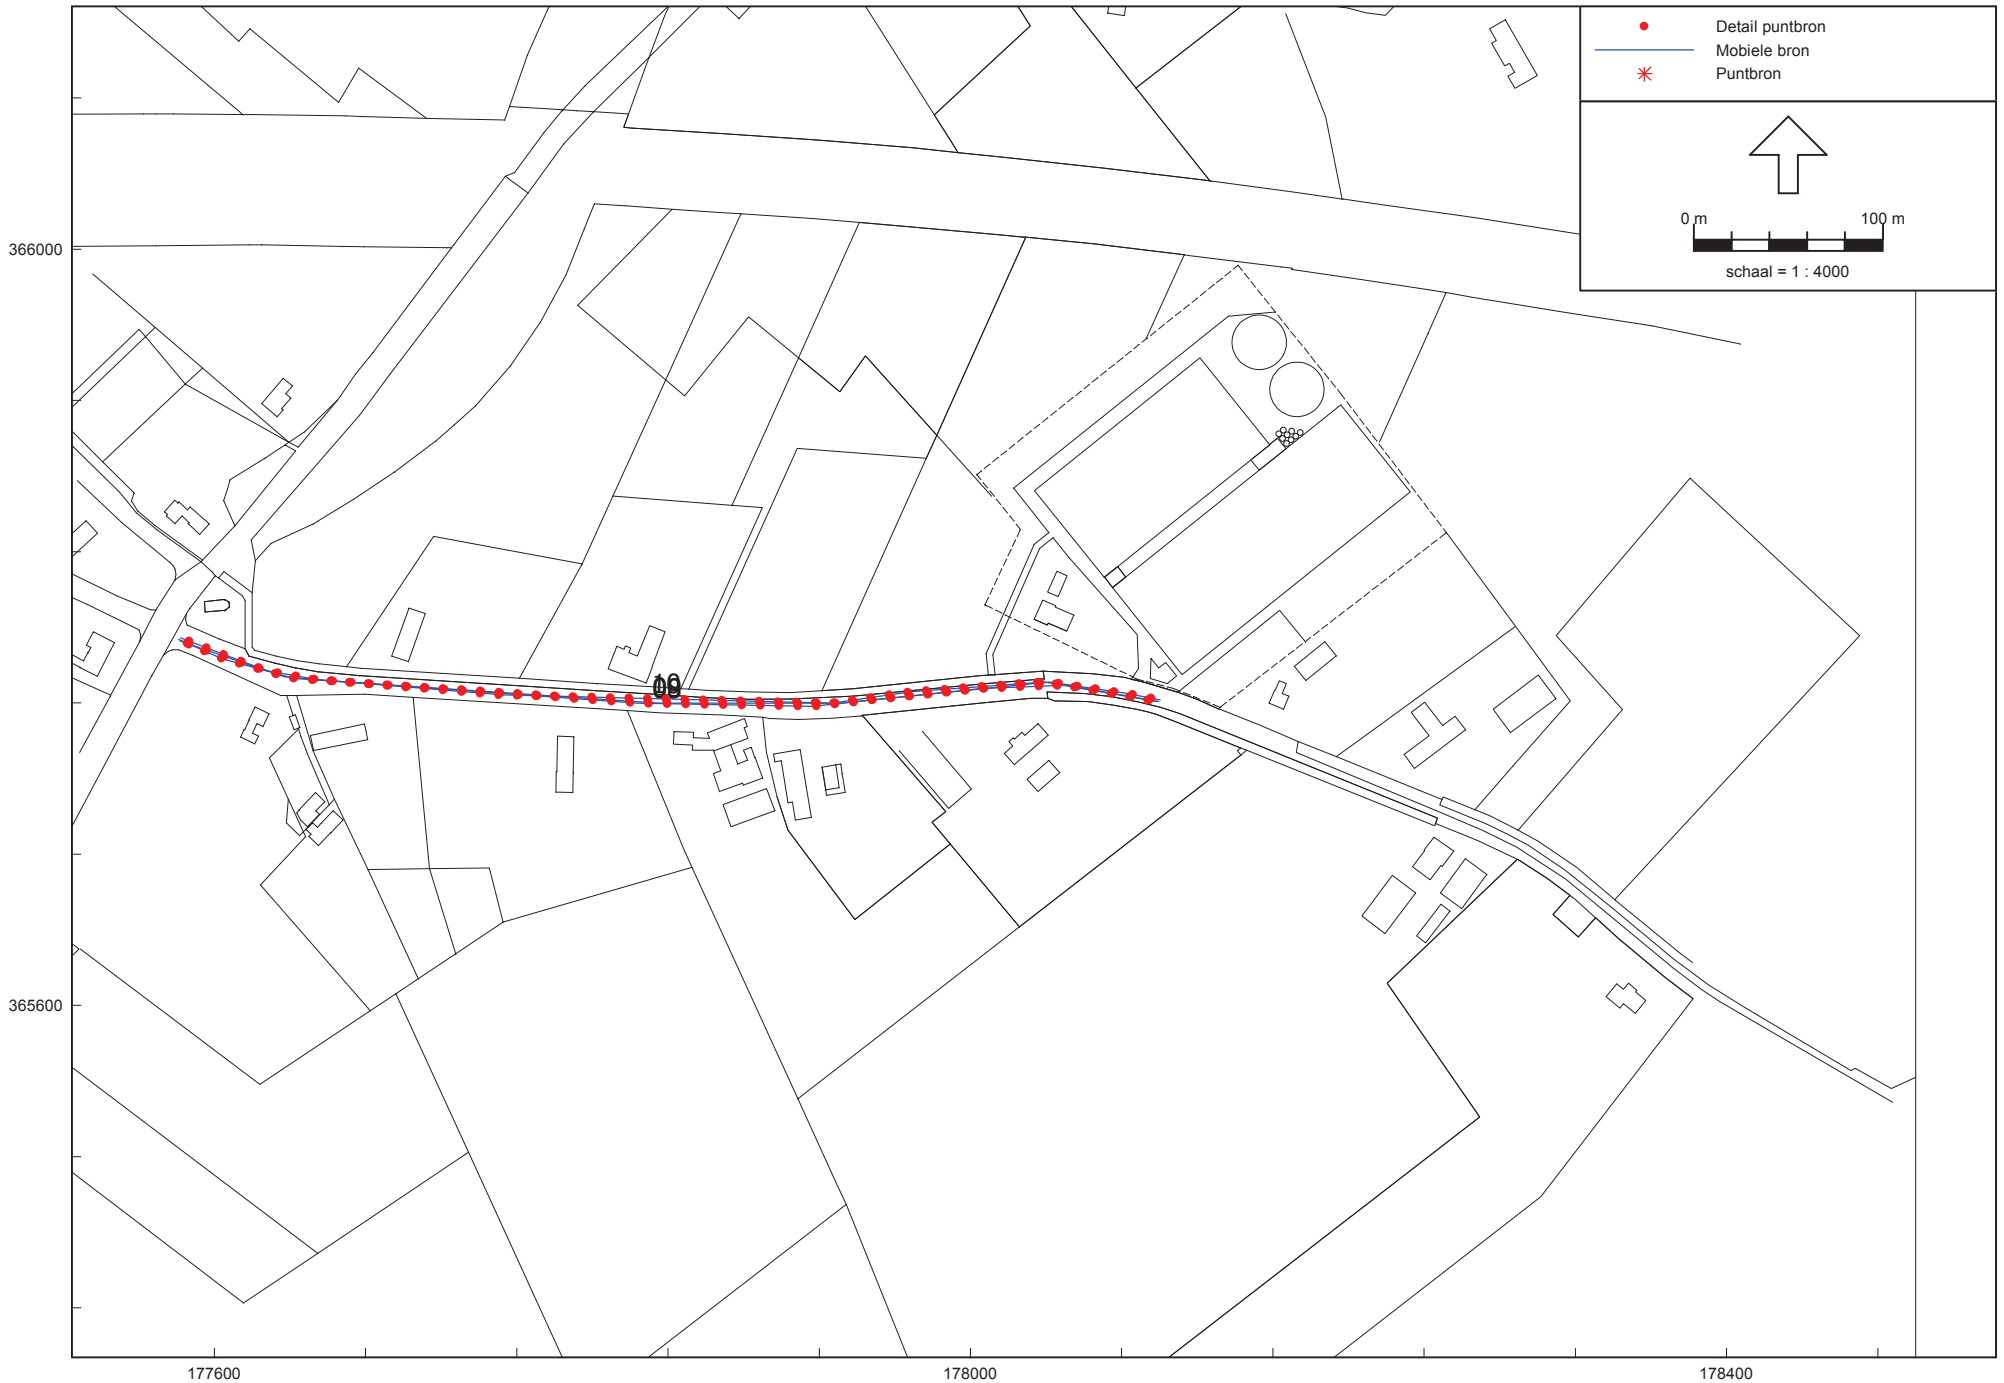 Detail puntbron
Mobiele bron
Puntbron
0 m 100 m
schaal = 1 : 4000
366000
365600
177600 178000 178400